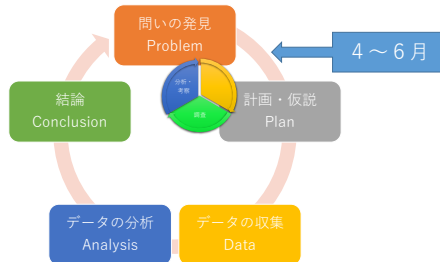 問いの発見
Problem
4～6月
分析・
考察
調査
計画・仮説
Plan
結論
Conclusion
データの分析
Analysis
データの収集
Data